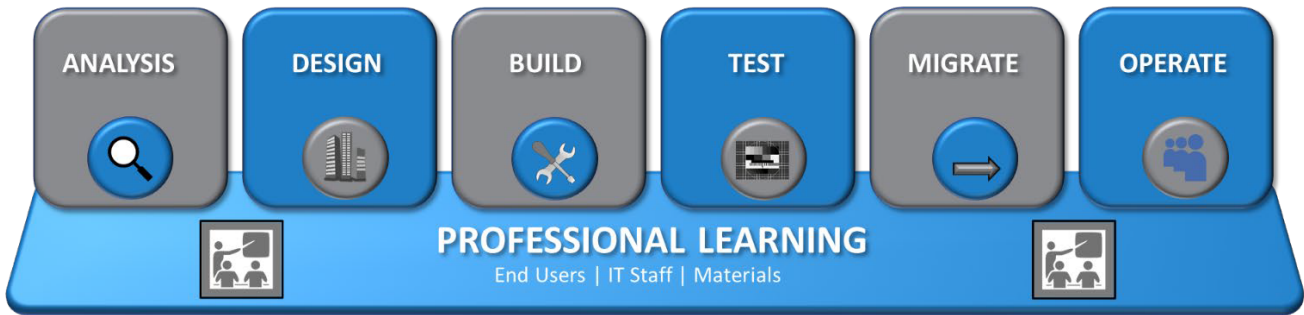 ANALYSIS
DESIGN
BUILD
TEST
MIGRATE
OPERATE
PROFESSIONAL LEARNING
End Users | IT Staff | Materials